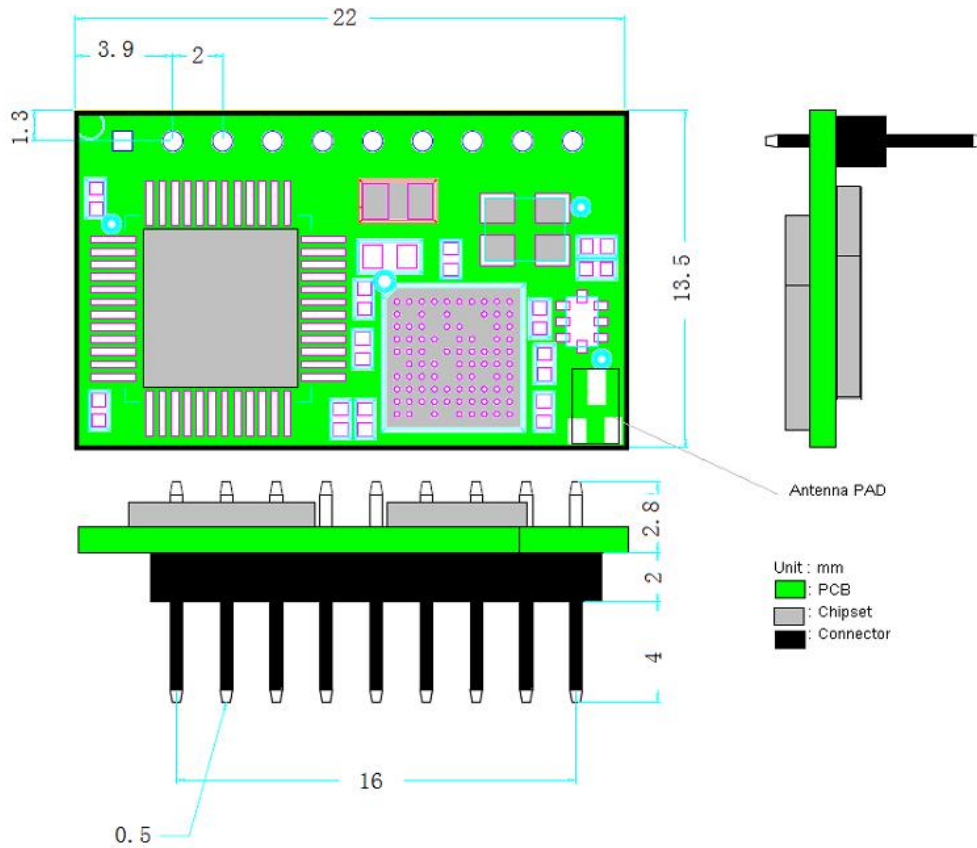 22
3.9
2
1.3
13.5
Antenna PAD
2.8
2
4
Unit : mm
: PCB
: Chipset
: Connector
16
0.5